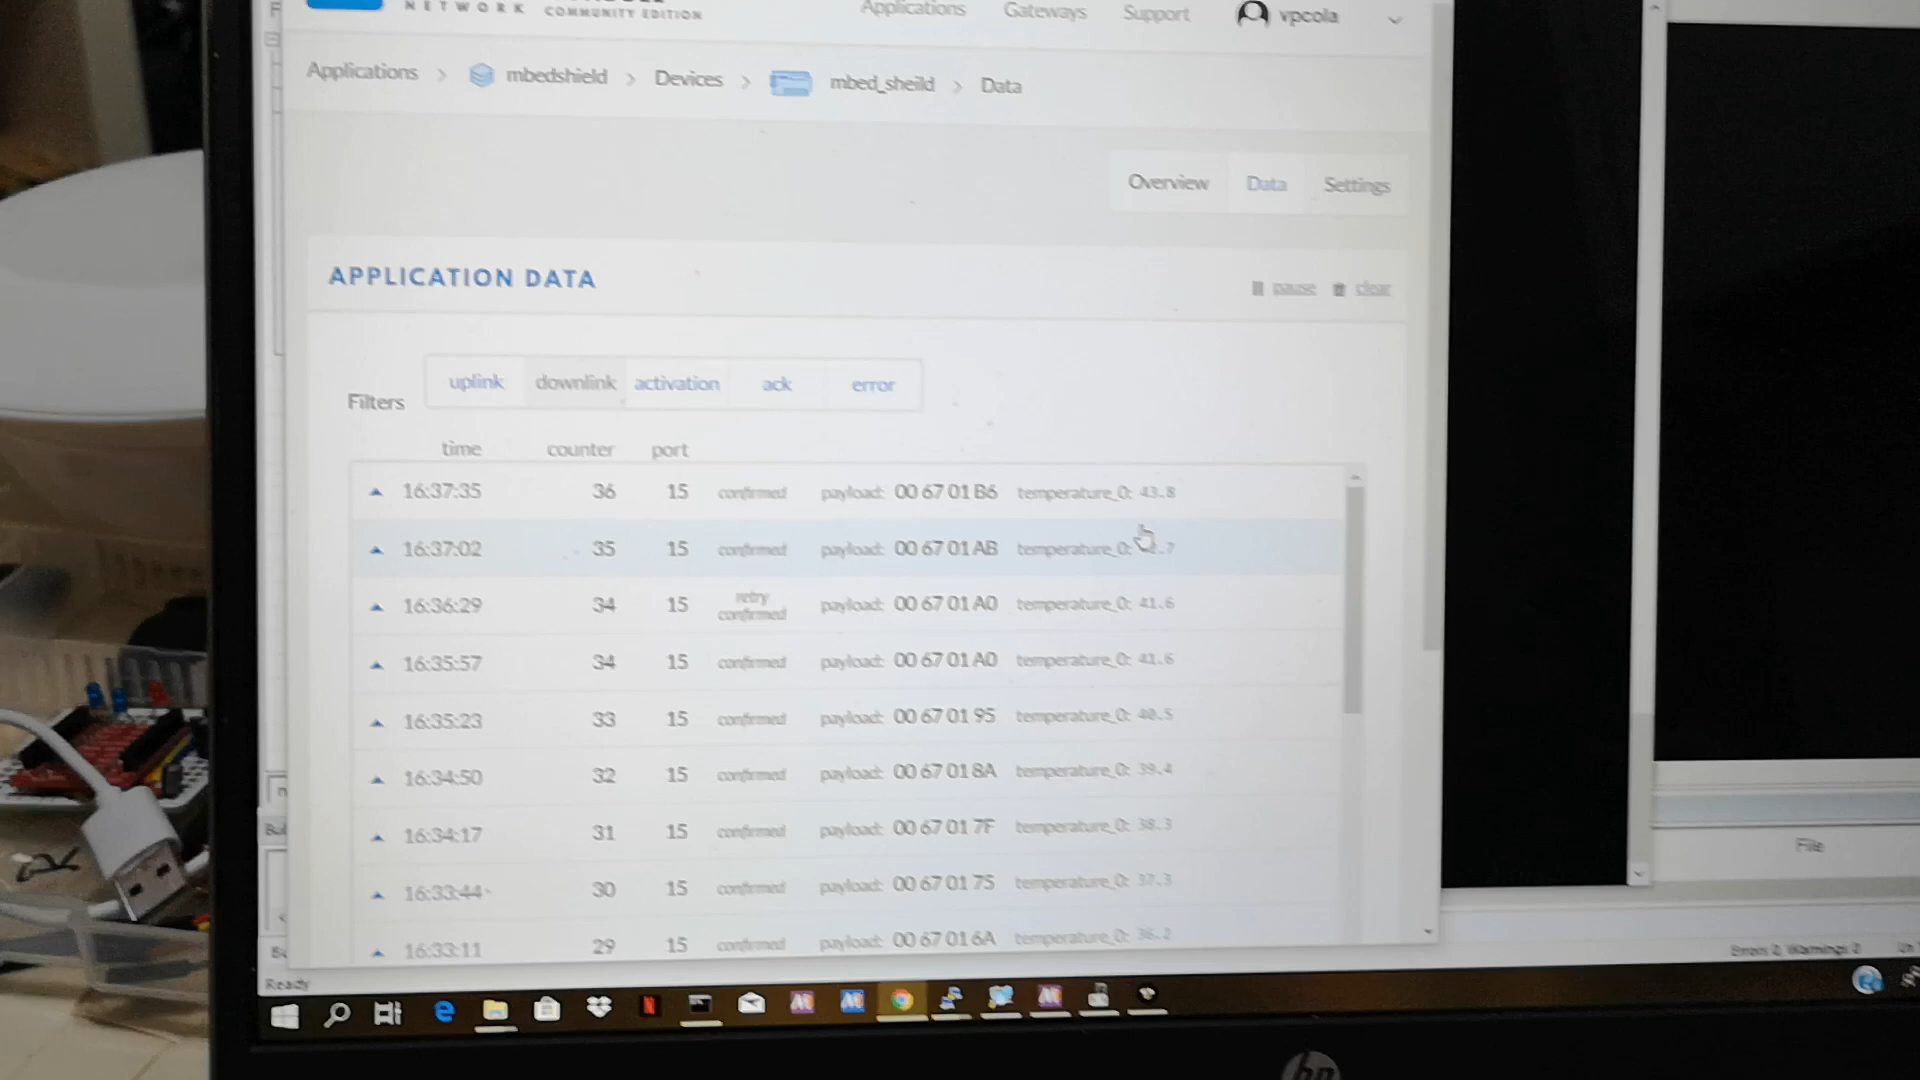 NETWORK COMMUNITY EDITION
Applications Gateways Support vpcola
Applications > mbedshield > Devices > mbed_sheild > Data
Overview Data Settings
APPLICATION DATA
pause clear
Filters uplink downlink activation ack error
time counter port
16:37:35 36 15 confirmed payload: 00 67 01 B6 temperature_0: 43.8
16:37:02 35 15 confirmed payload: 00 67 01 AB temperature_0: .7
16:36:29 34 15 retry confirmed payload: 00 67 01 A0 temperature_0: 41.6
16:35:57 34 15 confirmed payload: 00 67 01 A0 temperature_0: 41.6
16:35:23 33 15 confirmed payload: 00 67 01 95 temperature_0: 40.5
16:34:50 32 15 confirmed payload: 00 67 01 8A temperature_0: 39.4
16:34:17 31 15 confirmed payload: 00 67 01 7F temperature_0: 38.3
16:33:44 30 15 confirmed payload: 00 67 01 75 temperature_0: 37.3
16:33:11 29 15 confirmed payload: 00 67 01 6A temperature_0: 36.2
File
Errors 2, Warnings 2
Ready
hp